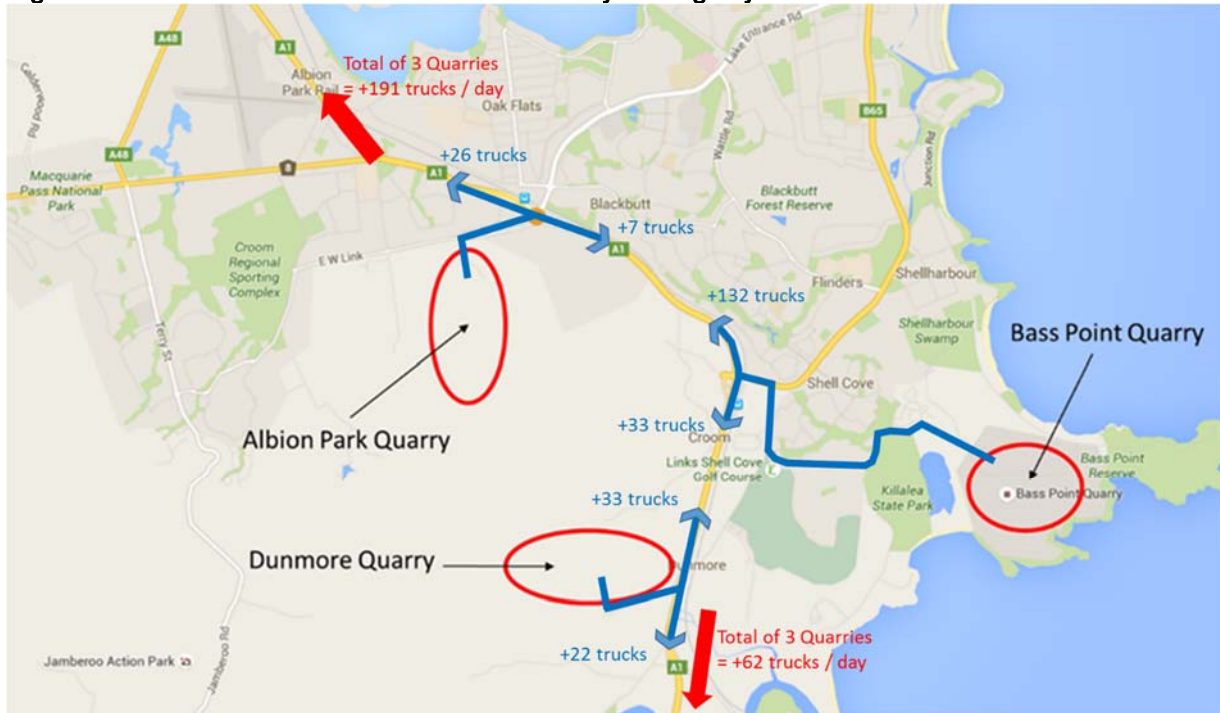 A48
A1
Calderwood Rd
Albion
Park Rail
Total of 3 Quarries
= +191 trucks / day
Oak Flats
Lake Entrance Rd
B65
Junction Rd
Wattle Rd
A48
8
A1
+26 trucks
Macquarie
Pass National
Park
Blackbutt
Blackbutt
Forest Reserve
+7 trucks
A1
Croom
Regional
Sporting
Complex
E W Link
Flinders
Shellharbour
+132 trucks
Shellharbour
Swamp
Bass Point Quarry
Terry St
Shell Cove
Albion Park Quarry
+33 trucks
Croom
Links Shell Cove
Golf Course
Bass Point
Reserve
Killalea
State Park
Bass Point Quarry
+33 trucks
Dunmore Quarry
Dunmore
Total of 3 Quarries
= +62 trucks / day
+22 trucks
A1
Jamberoo Action Park
Jamberoo Rd